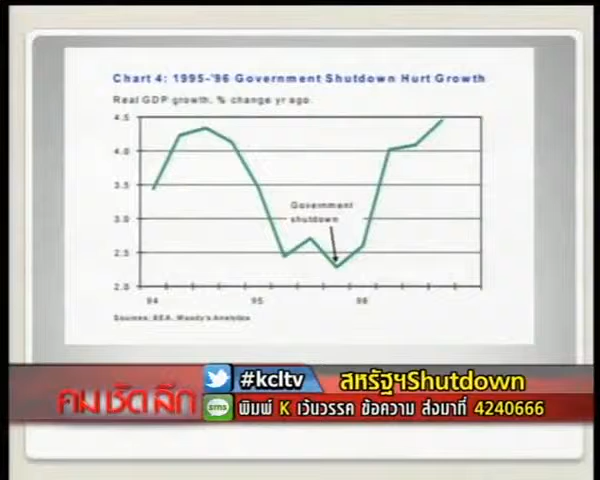 Chart 4: 1995-'96 Government Shutdown Hurt Growth
Real GDP growth, % change yr ago
4.5
4.0
3.5
3.0
2.5
2.0
Government
shutdown
94
95
96
Sources: BEA, Moody's Analytics
คม ชัด ลึก
#kcltv
สหรัฐฯShutdown
sms
พิมพ์ K เว้นวรรค ข้อความ ส่งมาที่ 4240666